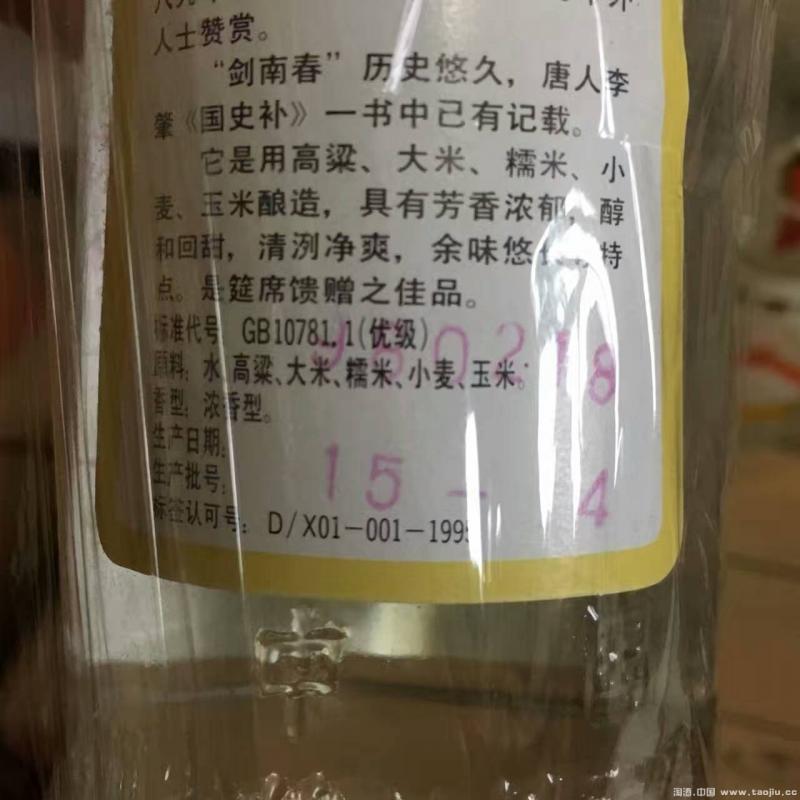 人士赞赏。
“剑南春”历史悠久，唐人李
肇《国史补》一书中已有记载。
它是用高粱、大米、糯米、小
麦、玉米酿造，具有芳香浓郁，醇
和回甜，清洌净爽，余味悠长 特
点。是筵席馈赠之佳品。
标准代号：GB10781.1(优级)
960218
原料：水、高粱、大米、糯米、小麦、玉米。
香型：浓香型。
生产日期：
生产批号：
15-4
标签认可号：D/X01-001-1995
淘酒.中国 www.taojiu.cc